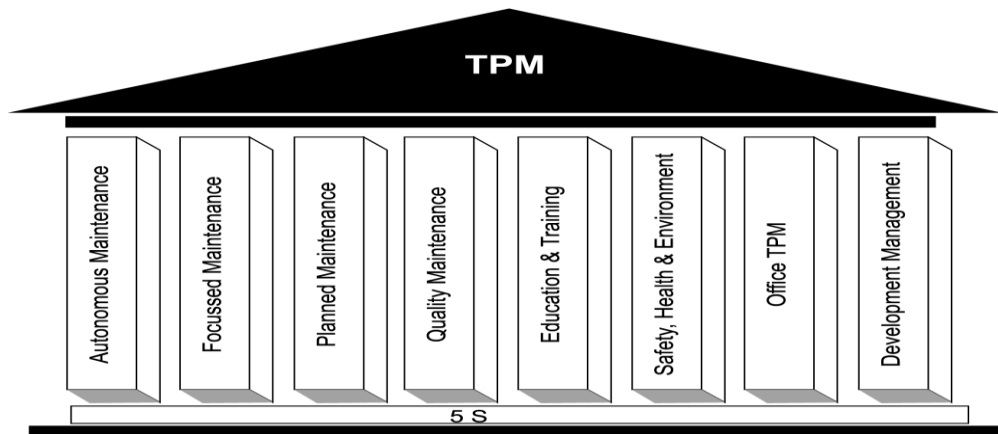 TPM
Autonomous Maintenance
Focussed Maintenance
Planned Maintenance
Quality Maintenance
Education & Training
Safety, Health & Environment
Office TPM
Development Management
5 S